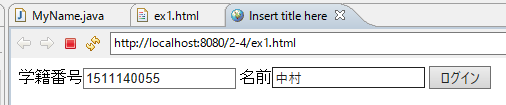 MyName.java ex1.html Insert title here
http://localhost:8080/2-4/ex1.html
学籍番号 1511140055 名前 中村 ログイン